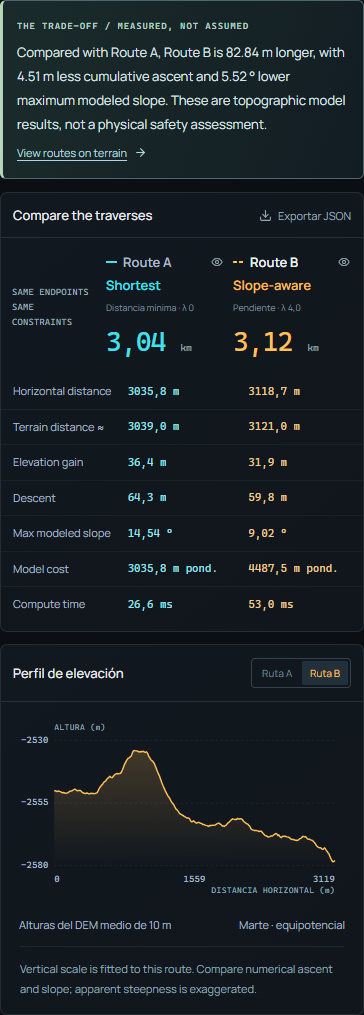 THE TRADE-OFF / MEASURED, NOT ASSUMED
Compared with Route A, Route B is 82.84 m longer, with
4.51 m less cumulative ascent and 5.52 ° lower
maximum modeled slope. These are topographic model
results, not a physical safety assessment.
View routes on terrain →
Compare the traverses
Exportar JSON
SAME ENDPOINTS
SAME
CONSTRAINTS
Route A
Shortest
Distancia mínima · λ 0
3,04 km
Route B
Slope-aware
Pendiente · λ 4,0
3,12 km
Horizontal distance 3035,8 m 3118,7 m
Terrain distance ≈ 3039,0 m 3121,0 m
Elevation gain 36,4 m 31,9 m
Descent 64,3 m 59,8 m
Max modeled slope 14,54 ° 9,02 °
Model cost 3035,8 m pond. 4487,5 m pond.
Compute time 26,6 ms 53,0 ms
Perfil de elevación
Ruta A Ruta B
ALTURA (m)
−2530
−2555
−2580
0 1559 3119
DISTANCIA HORIZONTAL (m)
Alturas del DEM medio de 10 m
Marte · equipotencial
Vertical scale is fitted to this route. Compare numerical ascent
and slope; apparent steepness is exaggerated.